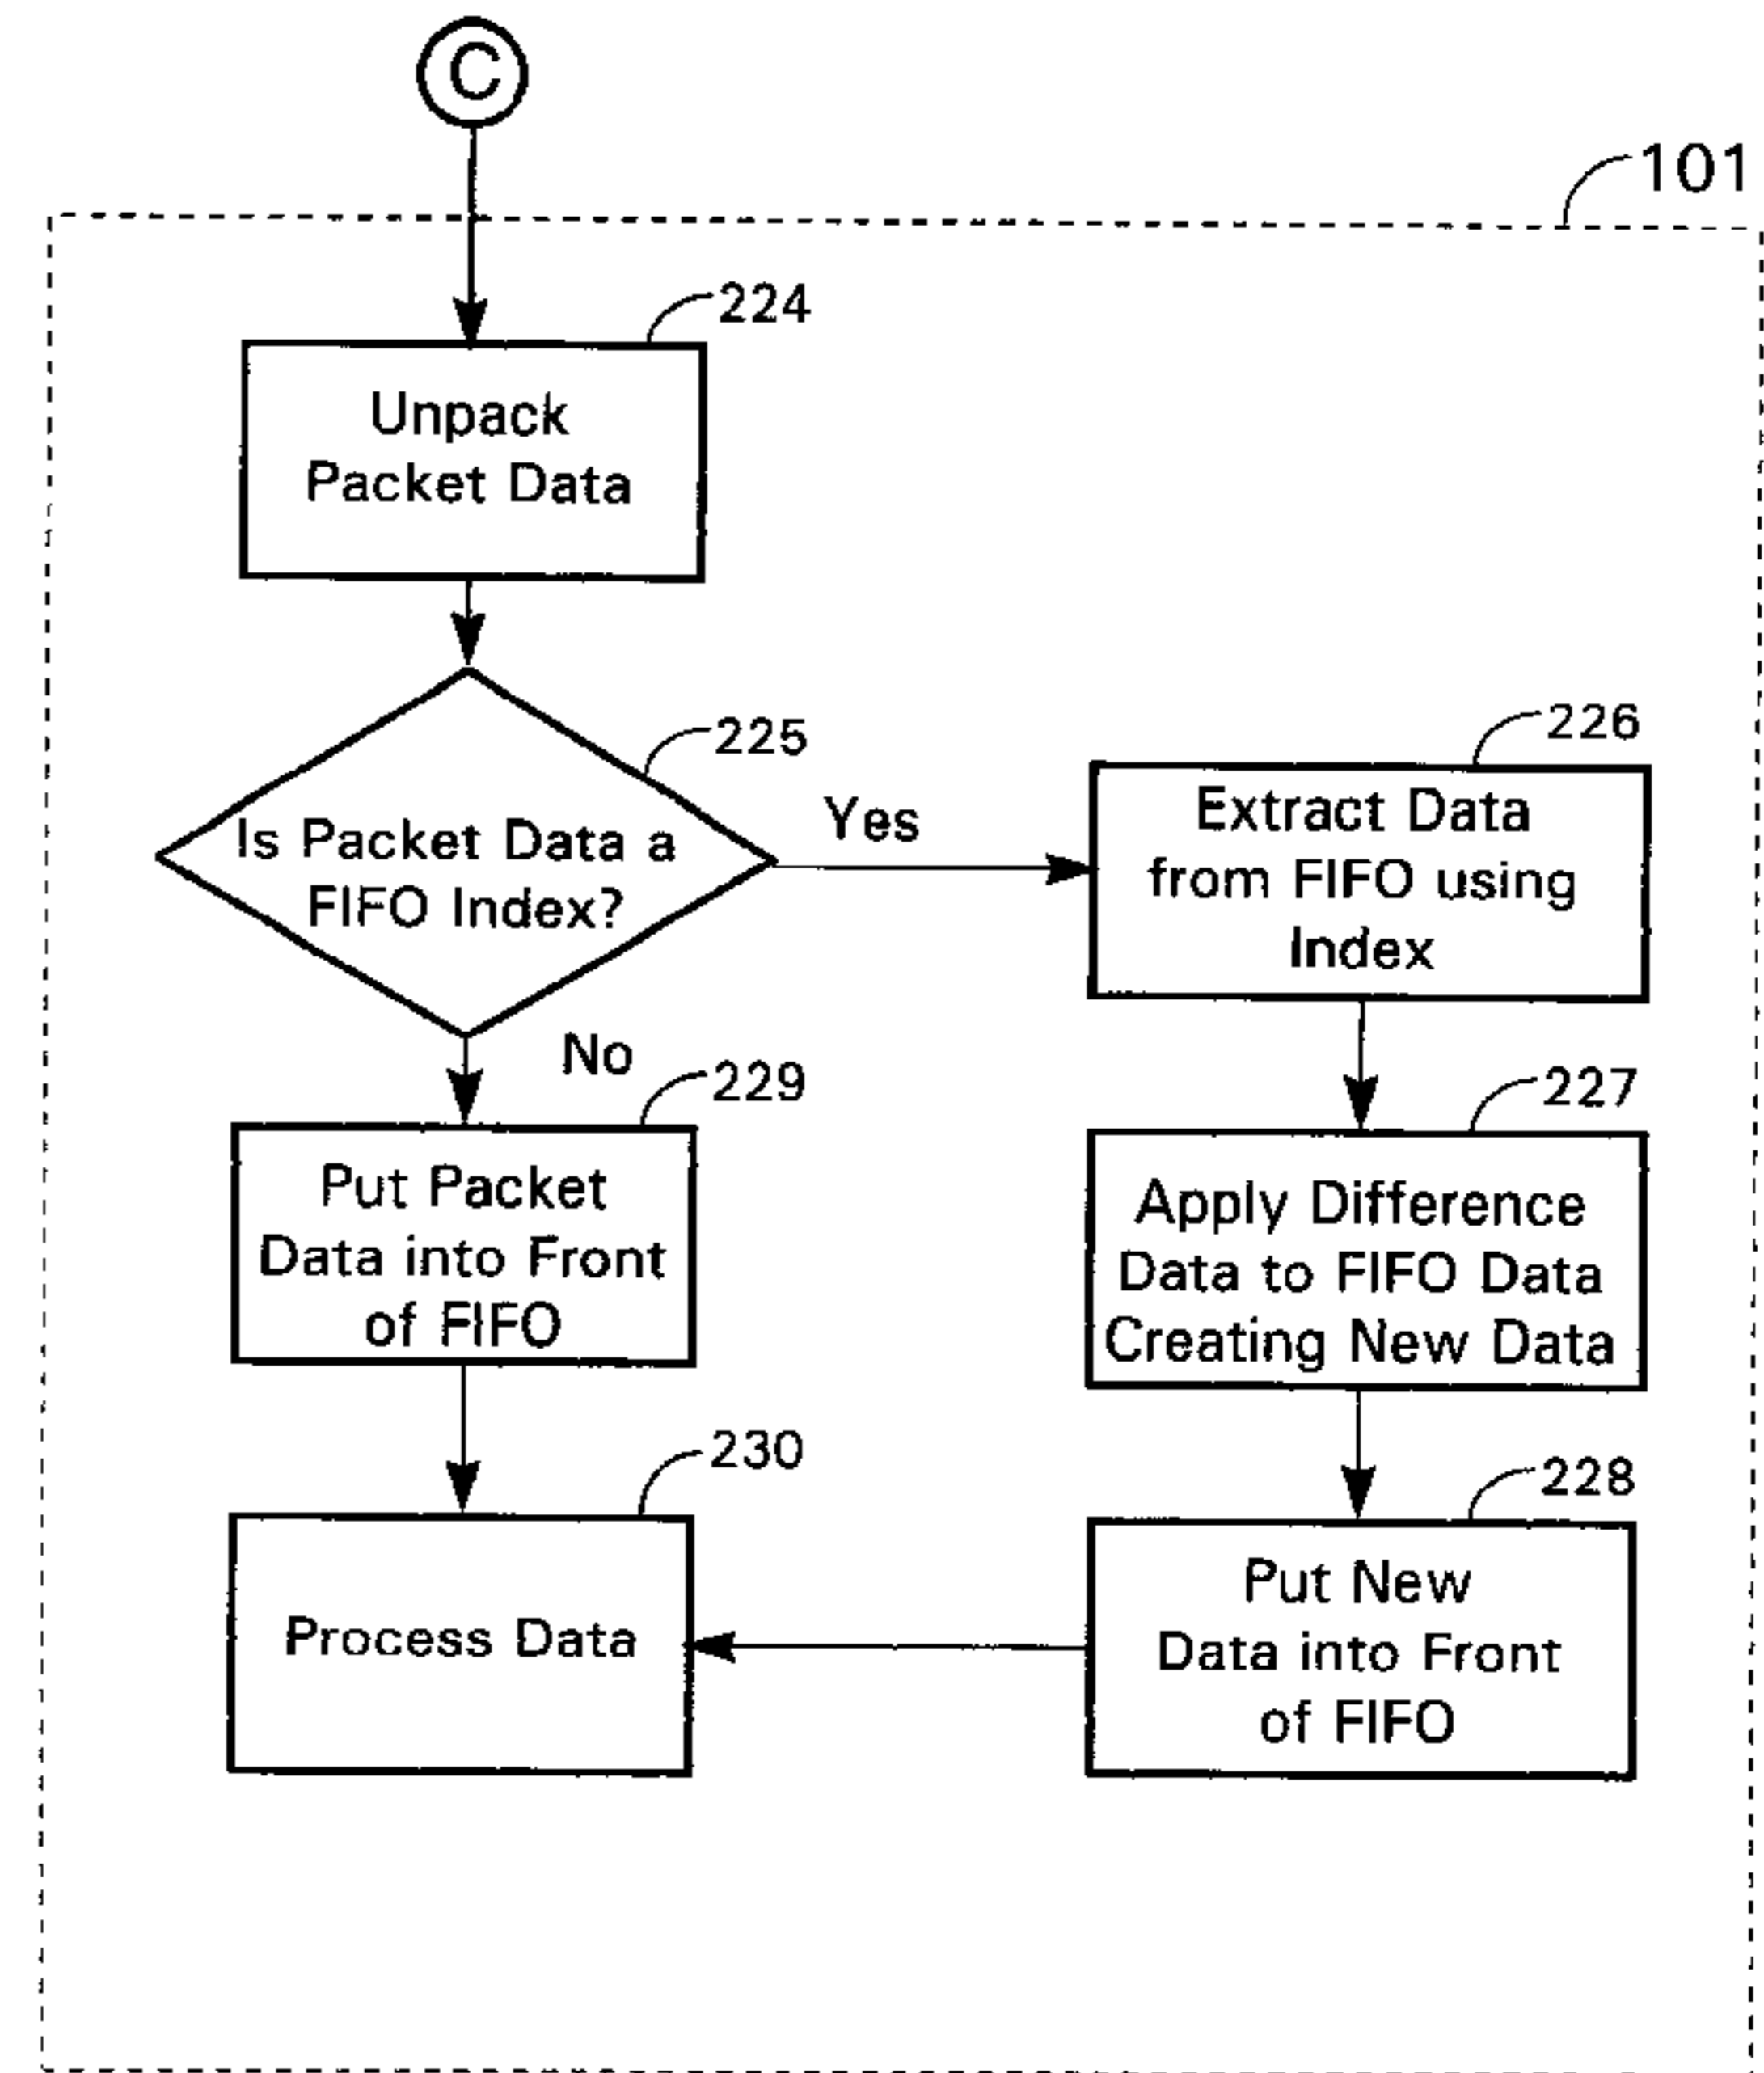 C
101
224
Unpack
Packet Data
225
Is Packet Data a
FIFO Index?
Yes
226
Extract Data
from FIFO using
Index
No
229
Put Packet
Data into Front
of FIFO
227
Apply Difference
Data to FIFO Data
Creating New Data
230
Process Data
228
Put New
Data into Front
of FIFO